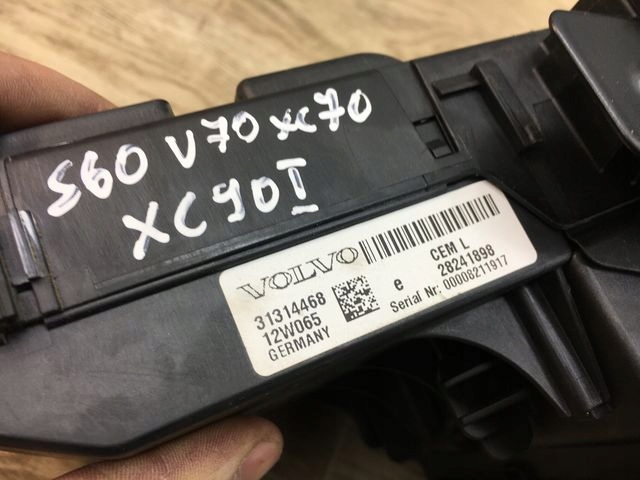 S60 V70 XC70
XC90 I
VOLVO
CEM L
31314468
e
28241898
12W065
Serial Nr: 00008211917
GERMANY